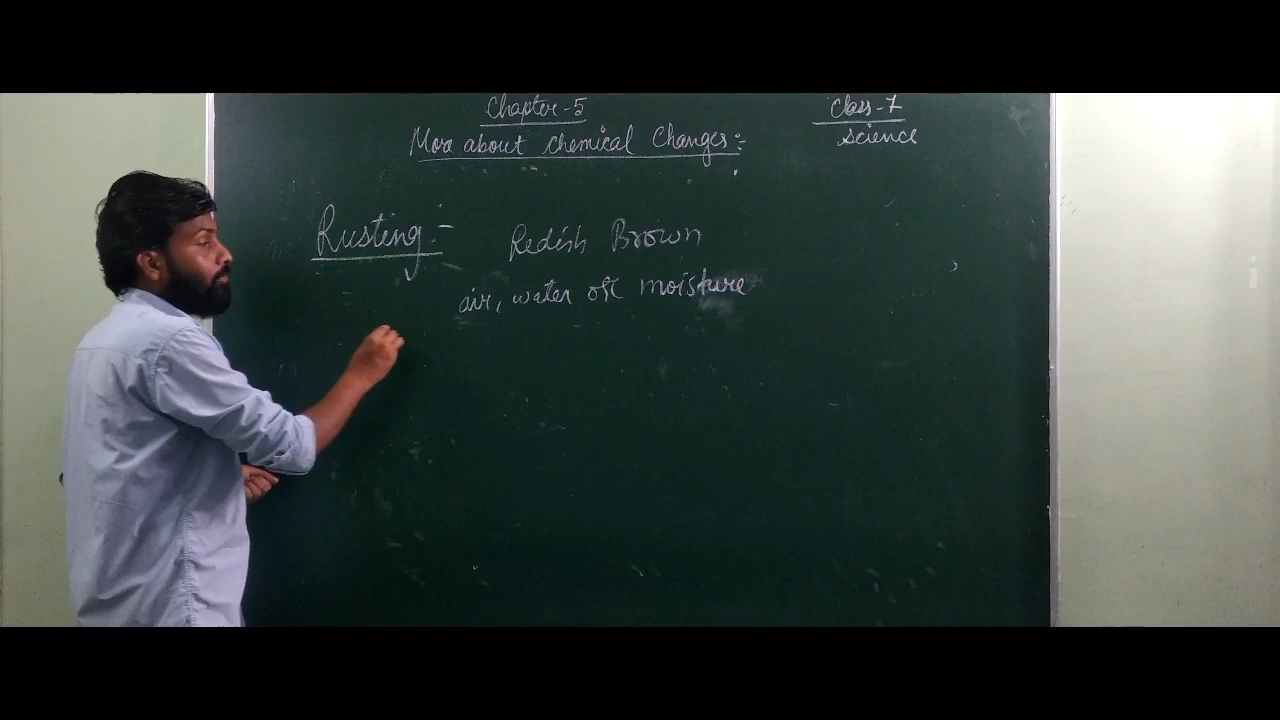 Chapter-5
Class-7
More about chemical Changes:-
science
Rusting:-
Redish Brown
air, water or moisture